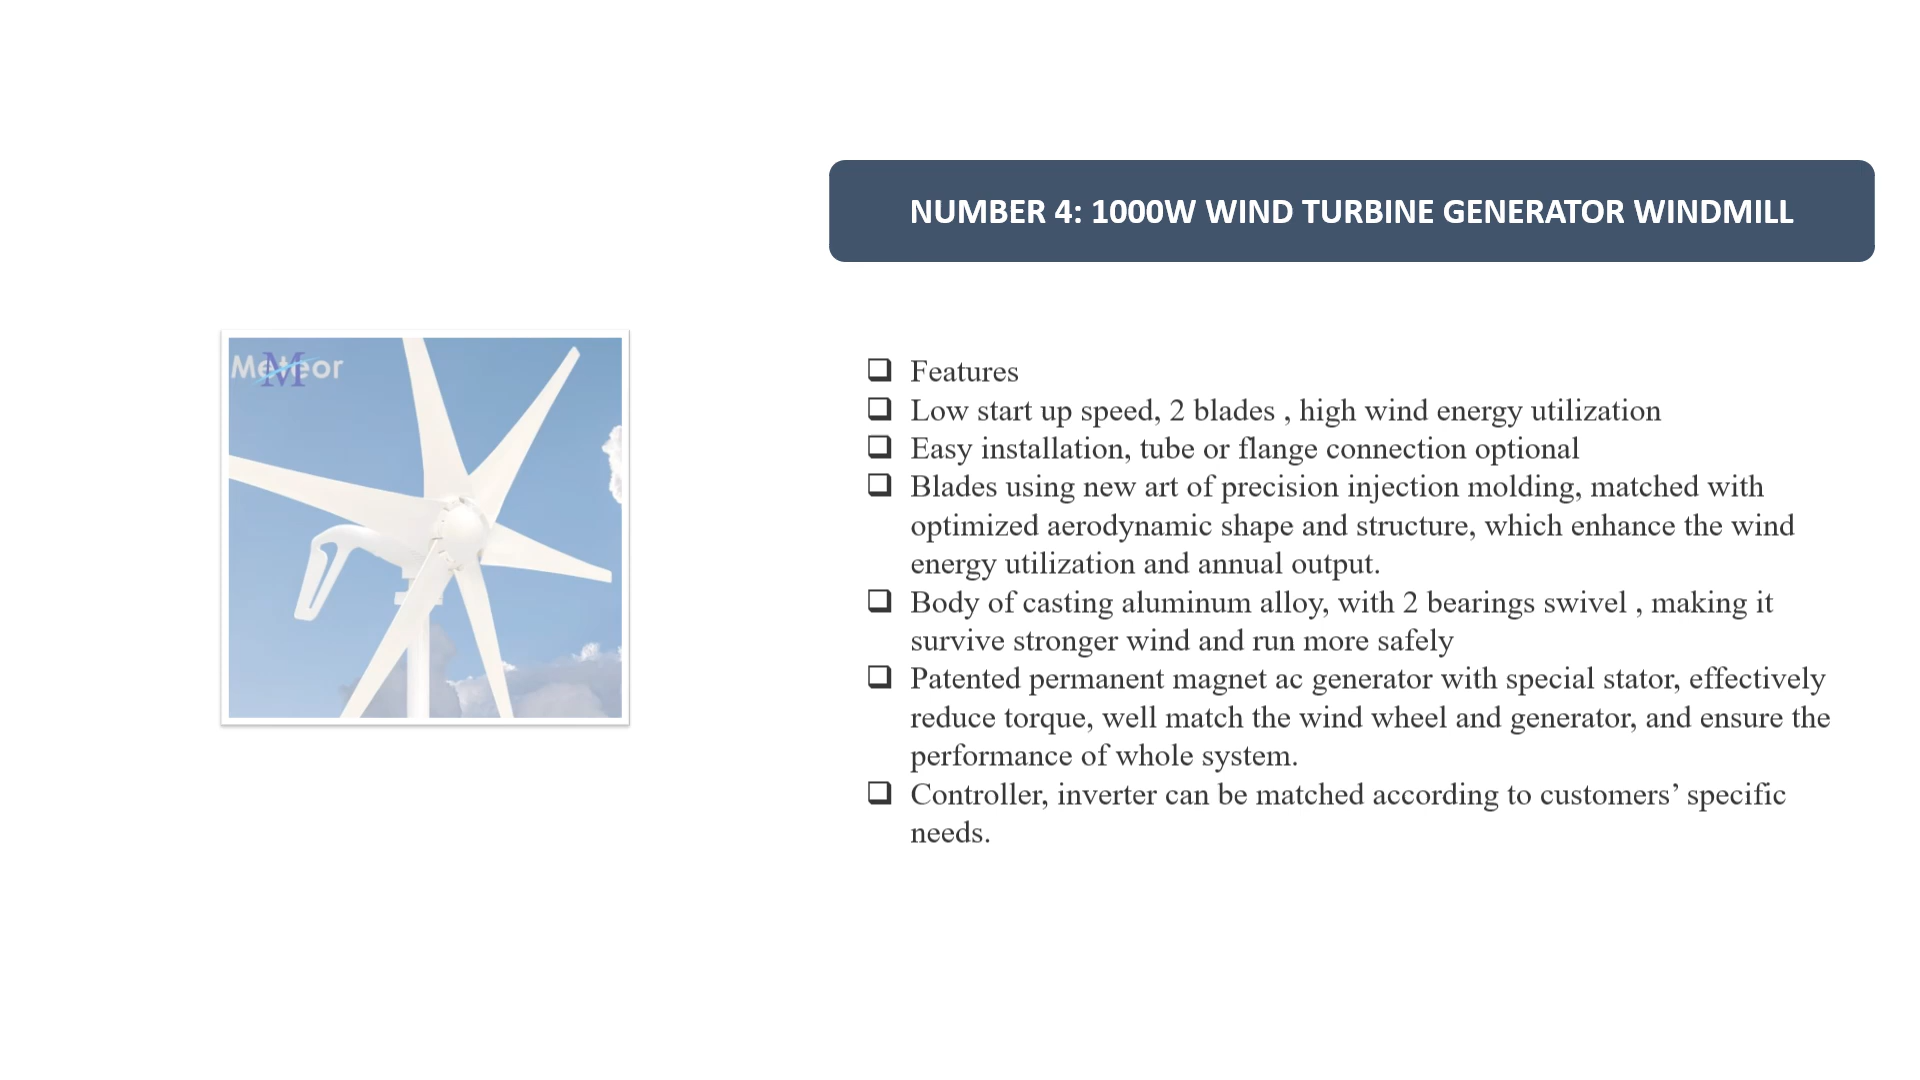 NUMBER 4: 1000W WIND TURBINE GENERATOR WINDMILL
Meteor
M
Features
Low start up speed, 2 blades , high wind energy utilization
Easy installation, tube or flange connection optional
Blades using new art of precision injection molding, matched with
optimized aerodynamic shape and structure, which enhance the wind
energy utilization and annual output.
Body of casting aluminum alloy, with 2 bearings swivel , making it
survive stronger wind and run more safely
Patented permanent magnet ac generator with special stator, effectively
reduce torque, well match the wind wheel and generator, and ensure the
performance of whole system.
Controller, inverter can be matched according to customers’ specific
needs.